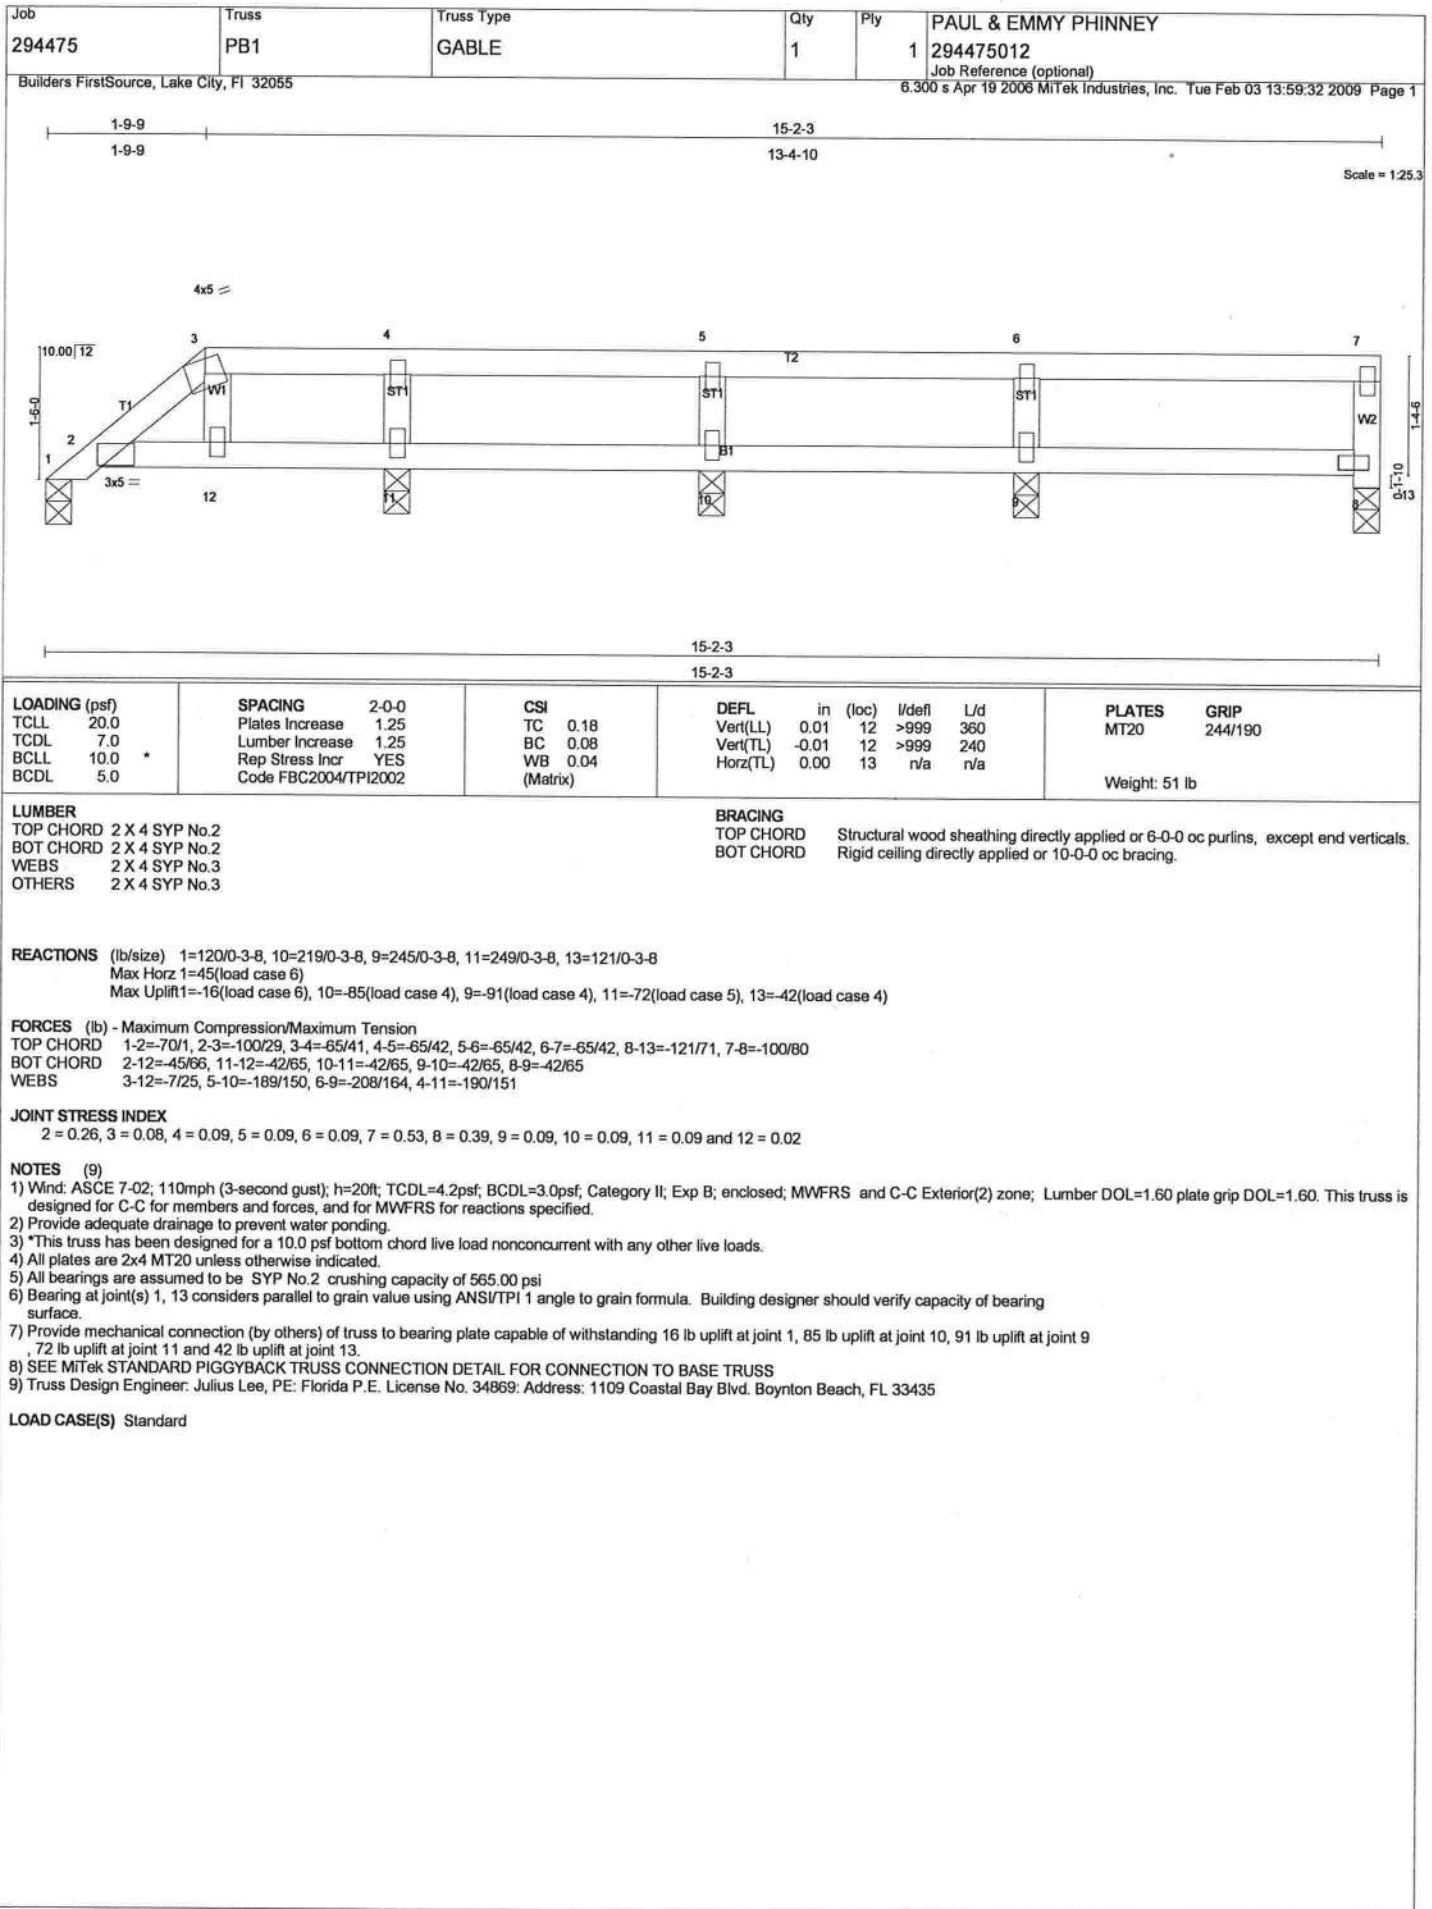 Job Truss Truss Type Qty Ply PAUL & EMMY PHINNEY
294475 PB1 GABLE 1 1 294475012
Job Reference (optional)
Builders FirstSource, Lake City, Fl 32055 6.300 s Apr 19 2006 MiTek Industries, Inc. Tue Feb 03 13:59:32 2009 Page 1
1-9-9 15-2-3
1-9-9 13-4-10
Scale = 1:25.3
4x5 =
3 4 5 6 7
10.00 12
T2
W1 ST1 ST1 ST1
T1 W2
1-6-0 1-4-6
2
1 B1
3x5 =
0-1-10
12 11 10 9 8 13
15-2-3
15-2-3
LOADING (psf) SPACING 2-0-0 CSI DEFL in (loc) l/defl L/d PLATES GRIP
TCLL 20.0 Plates Increase 1.25 TC 0.18 Vert(LL) 0.01 12 >999 360 MT20 244/190
TCDL 7.0 Lumber Increase 1.25 BC 0.08 Vert(TL) -0.01 12 >999 240
BCLL 10.0 * Rep Stress Incr YES WB 0.04 Horz(TL) 0.00 13 n/a n/a
BCDL 5.0 Code FBC2004/TPI2002 (Matrix) Weight: 51 lb
LUMBER BRACING
TOP CHORD 2 X 4 SYP No.2 TOP CHORD Structural wood sheathing directly applied or 6-0-0 oc purlins, except end verticals.
BOT CHORD 2 X 4 SYP No.2 BOT CHORD Rigid ceiling directly applied or 10-0-0 oc bracing.
WEBS 2 X 4 SYP No.3
OTHERS 2 X 4 SYP No.3
REACTIONS (lb/size) 1=120/0-3-8, 10=219/0-3-8, 9=245/0-3-8, 11=249/0-3-8, 13=121/0-3-8
Max Horz 1=45(load case 6)
Max Uplift1=-16(load case 6), 10=-85(load case 4), 9=-91(load case 4), 11=-72(load case 5), 13=-42(load case 4)
FORCES (lb) - Maximum Compression/Maximum Tension
TOP CHORD 1-2=-70/1, 2-3=-100/29, 3-4=-65/41, 4-5=-65/42, 5-6=-65/42, 6-7=-65/42, 8-13=-121/71, 7-8=-100/80
BOT CHORD 2-12=-45/66, 11-12=-42/65, 10-11=-42/65, 9-10=-42/65, 8-9=-42/65
WEBS 3-12=-7/25, 5-10=-189/150, 6-9=-208/164, 4-11=-190/151
JOINT STRESS INDEX
2 = 0.26, 3 = 0.08, 4 = 0.09, 5 = 0.09, 6 = 0.09, 7 = 0.53, 8 = 0.39, 9 = 0.09, 10 = 0.09, 11 = 0.09 and 12 = 0.02
NOTES (9)
1) Wind: ASCE 7-02; 110mph (3-second gust); h=20ft; TCDL=4.2psf; BCDL=3.0psf; Category II; Exp B; enclosed; MWFRS and C-C Exterior(2) zone; Lumber DOL=1.60 plate grip DOL=1.60. This truss is
designed for C-C for members and forces, and for MWFRS for reactions specified.
2) Provide adequate drainage to prevent water ponding.
3) *This truss has been designed for a 10.0 psf bottom chord live load nonconcurrent with any other live loads.
4) All plates are 2x4 MT20 unless otherwise indicated.
5) All bearings are assumed to be SYP No.2 crushing capacity of 565.00 psi
6) Bearing at joint(s) 1, 13 considers parallel to grain value using ANSI/TPI 1 angle to grain formula. Building designer should verify capacity of bearing
surface.
7) Provide mechanical connection (by others) of truss to bearing plate capable of withstanding 16 lb uplift at joint 1, 85 lb uplift at joint 10, 91 lb uplift at joint 9
, 72 lb uplift at joint 11 and 42 lb uplift at joint 13.
8) SEE MiTek STANDARD PIGGYBACK TRUSS CONNECTION DETAIL FOR CONNECTION TO BASE TRUSS
9) Truss Design Engineer: Julius Lee, PE: Florida P.E. License No. 34869: Address: 1109 Coastal Bay Blvd. Boynton Beach, FL 33435
LOAD CASE(S) Standard